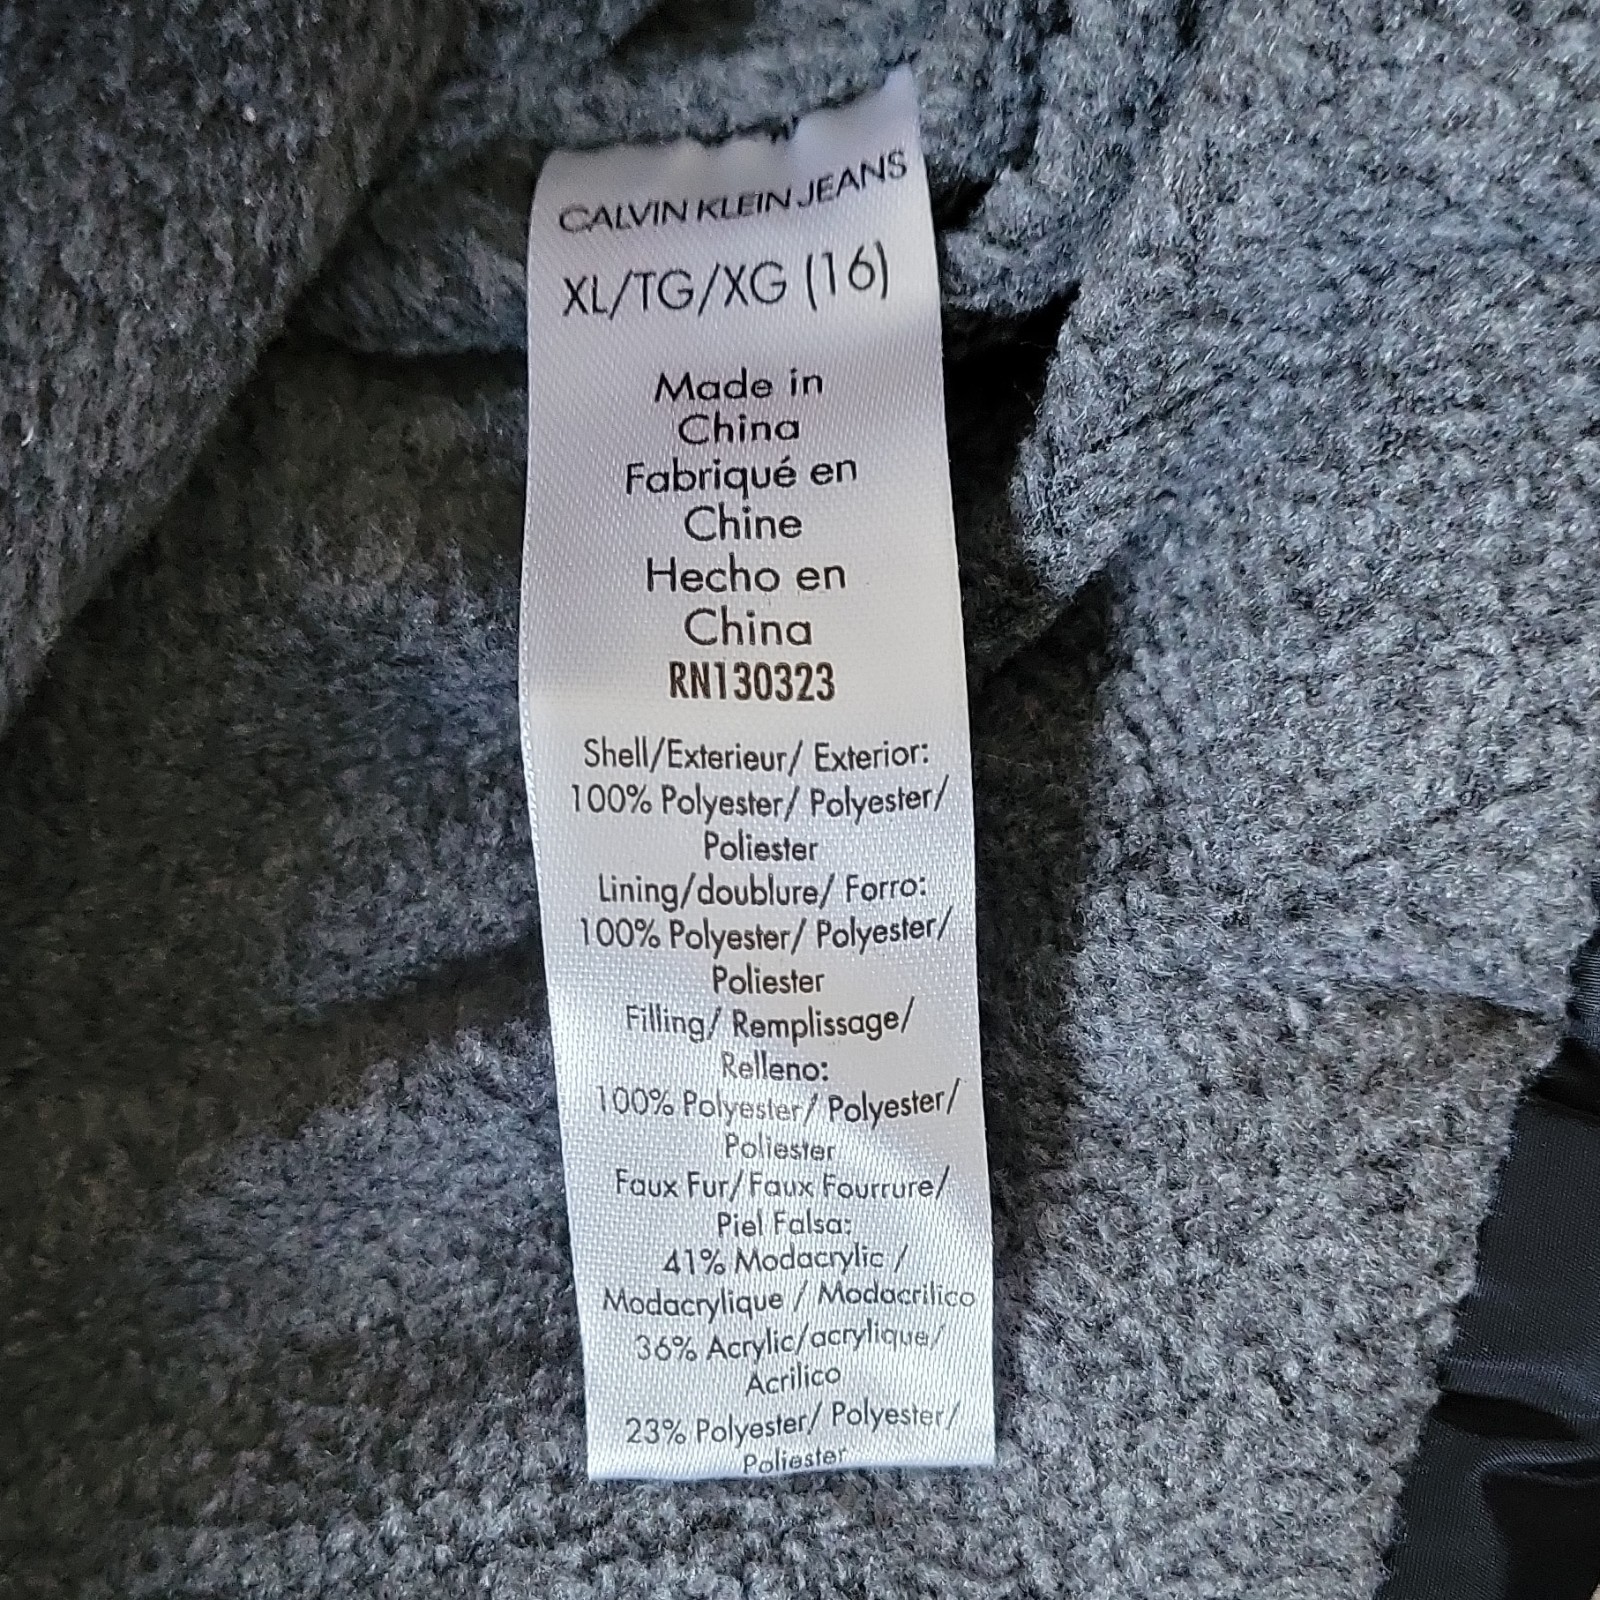 CALVIN KLEIN JEANS
XL/TG/XG (16)
Made in
China
Fabriqué en
Chine
Hecho en
China
RN130323
Shell/Exterieur/ Exterior:
100% Polyester/ Polyester/
Poliester
Lining/doublure/ Forro:
100% Polyester/ Polyester/
Poliester
Filling/ Remplissage/
Relleno:
100% Polyester/ Polyester/
Poliester
Faux Fur/Faux Fourrure/
Piel Falsa:
41% Modacrylic /
Modacrylique / Modacrilico
36% Acrylic/acrylique/
Acrilico
23% Polyester/ Polyester/
Poliester